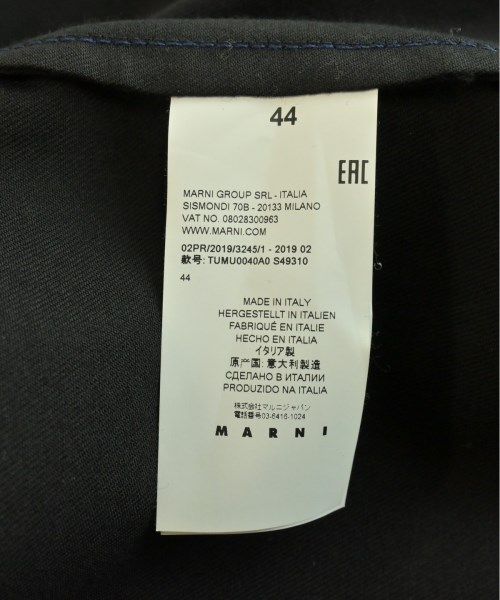 44
EAC
MARNI GROUP SRL - ITALIA
SISMONDI 70B - 20133 MILANO
VAT NO. 08028300963
WWW.MARNI.COM
02PR/2019/3245/1 - 2019 02
款号: TUMU0040A0 S49310
44
MADE IN ITALY
HERGESTELLT IN ITALIEN
FABRIQUÉ EN ITALIE
HECHO EN ITALIA
イタリア製
原产国: 意大利製造
СДЕЛАНО В ИТАЛИИ
PRODUZIDO NA ITALIA
株式会社マルニジャパン
電話番号03-6416-1024
MARNI